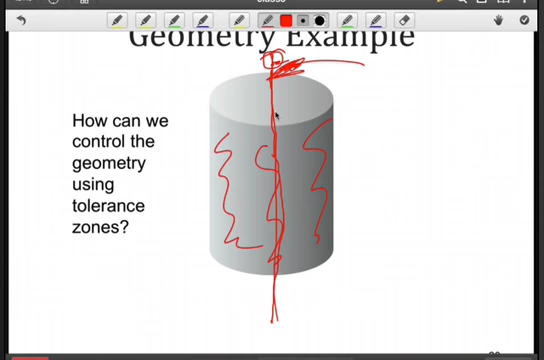 Geometry Example
How can we
control the
geometry
using
tolerance
zones?